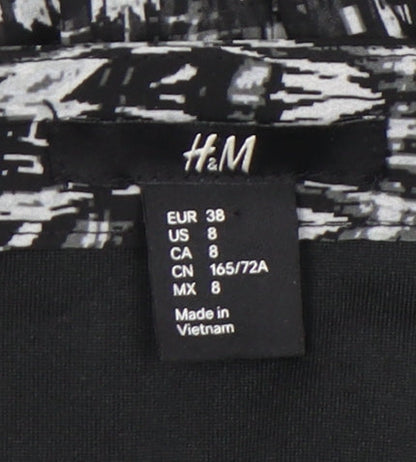 H&M
EUR 38
US 8
CA 8
CN 165/72A
MX 8
Made in
Vietnam